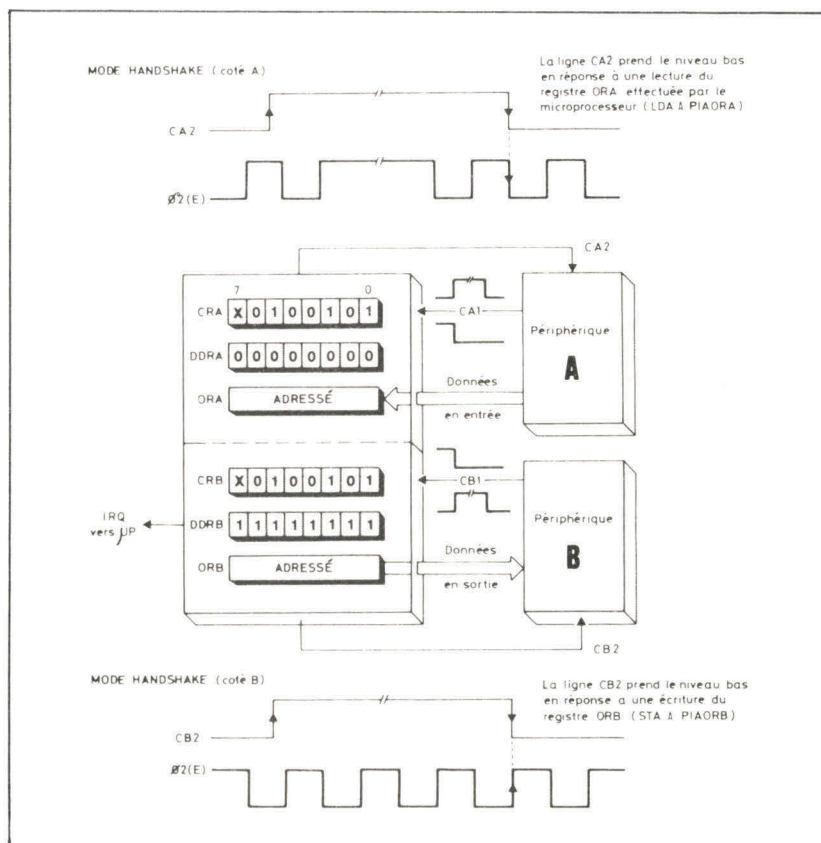 MODE HANDSHAKE (coté A)
La ligne CA2 prend le niveau bas
en réponse à une lecture du
registre ORA effectuée par le
microprocesseur (LDA A PIAORA)
CA2
Ø2(E)
CA2
7 0
CRA X 0 1 0 0 1 0 1
CA1
DDRA 0 0 0 0 0 0 0 0
Périphérique
A
ORA ADRESSÉ
Données
en entrée
CRB X 0 1 0 0 1 0 1
CB1
IRQ
vers µP
DDRB 1 1 1 1 1 1 1 1
Périphérique
B
ORB ADRESSÉ
Données
en sortie
CB2
MODE HANDSHAKE (coté B)
La ligne CB2 prend le niveau bas
en réponse a une écriture du
registre ORB (STA A PIAORB)
CB2
Ø2(E)